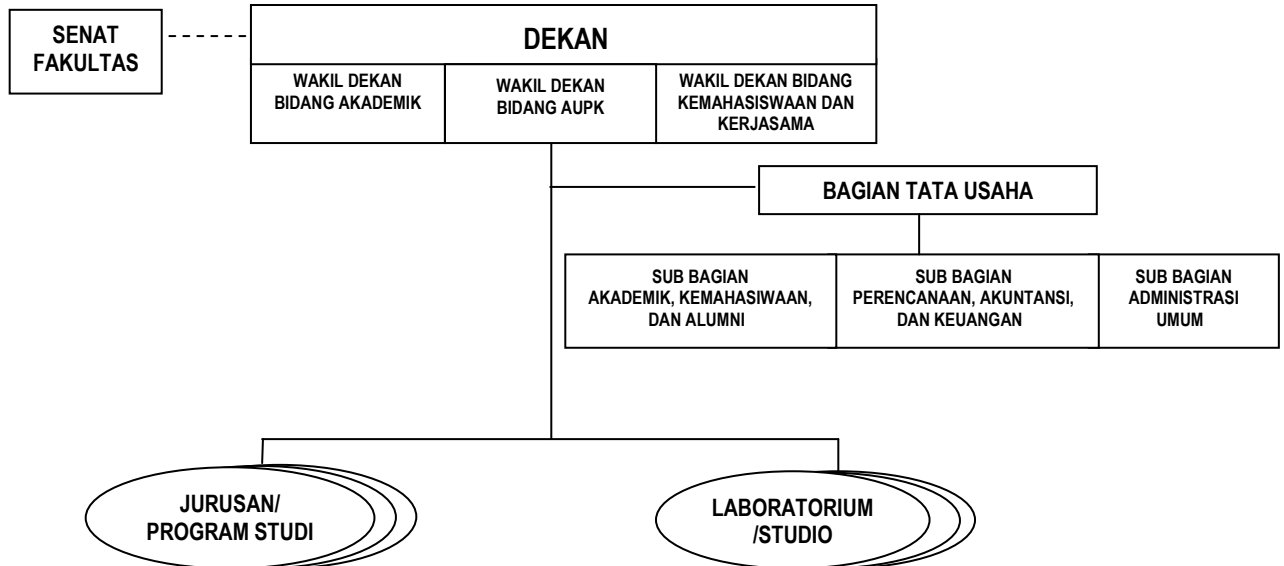 SENAT
FAKULTAS
DEKAN
WAKIL DEKAN
BIDANG AKADEMIK
WAKIL DEKAN
BIDANG AUPK
WAKIL DEKAN BIDANG
KEMAHASISWAAN DAN
KERJASAMA
BAGIAN TATA USAHA
SUB BAGIAN
AKADEMIK, KEMAHASIWAAN,
DAN ALUMNI
SUB BAGIAN
PERENCANAAN, AKUNTANSI,
DAN KEUANGAN
SUB BAGIAN
ADMINISTRASI
UMUM
JURUSAN/
PROGRAM STUDI
LABORATORIUM
/STUDIO